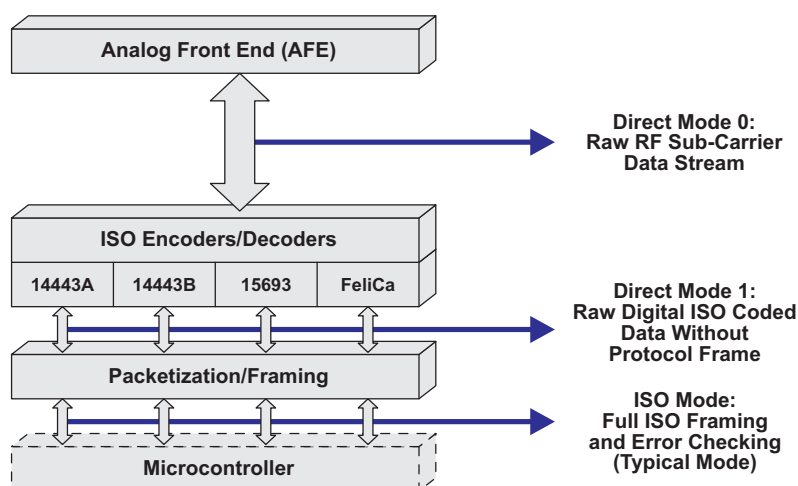 Analog Front End (AFE)
Direct Mode 0:
Raw RF Sub-Carrier
Data Stream
ISO Encoders/Decoders
14443A 14443B 15693 FeliCa
Direct Mode 1:
Raw Digital ISO Coded
Data Without
Protocol Frame
Packetization/Framing
ISO Mode:
Full ISO Framing
and Error Checking
(Typical Mode)
Microcontroller